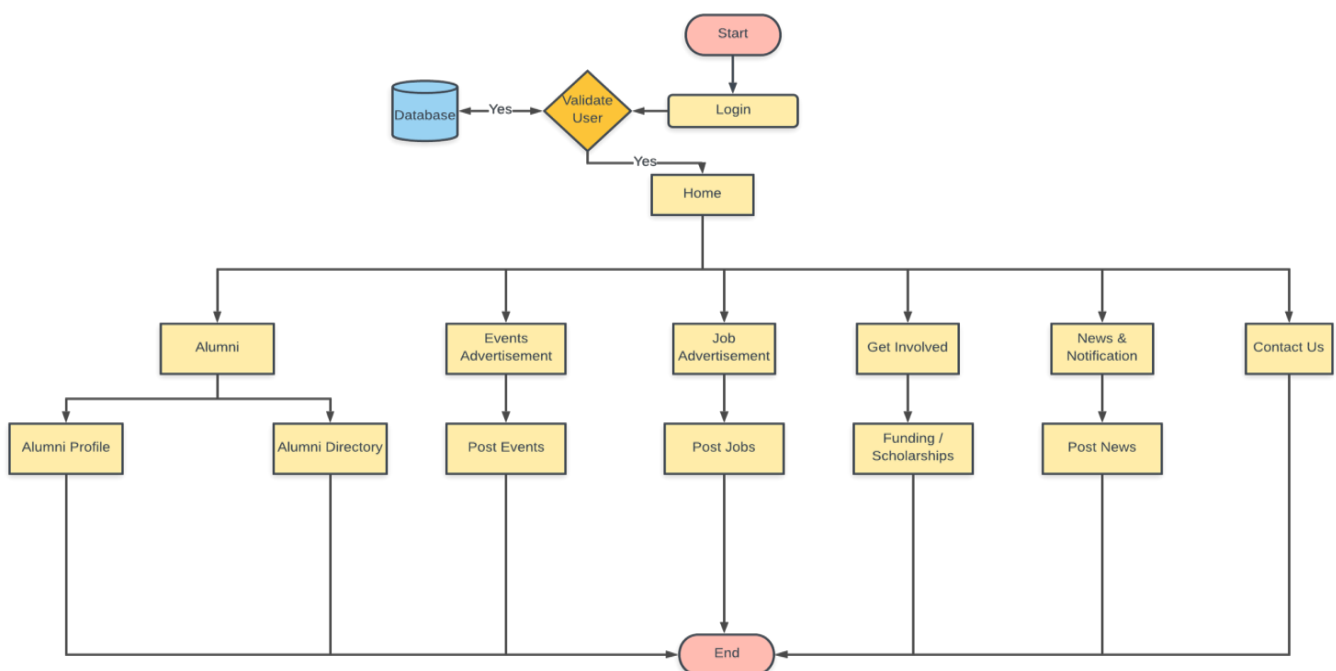 Start
Login
Validate
User
Yes
Database
Yes
Home
Alumni
Events
Advertisement
Job
Advertisement
Get Involved
News &
Notification
Contact Us
Alumni Profile
Alumni Directory
Post Events
Post Jobs
Funding /
Scholarships
Post News
End